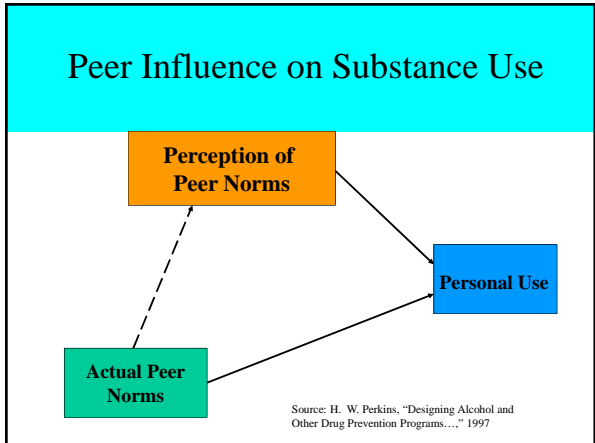 Peer Influence on Substance Use
Perception of
Peer Norms
Personal Use
Actual Peer
Norms
Source: H. W. Perkins, “Designing Alcohol and
Other Drug Prevention Programs…,” 1997